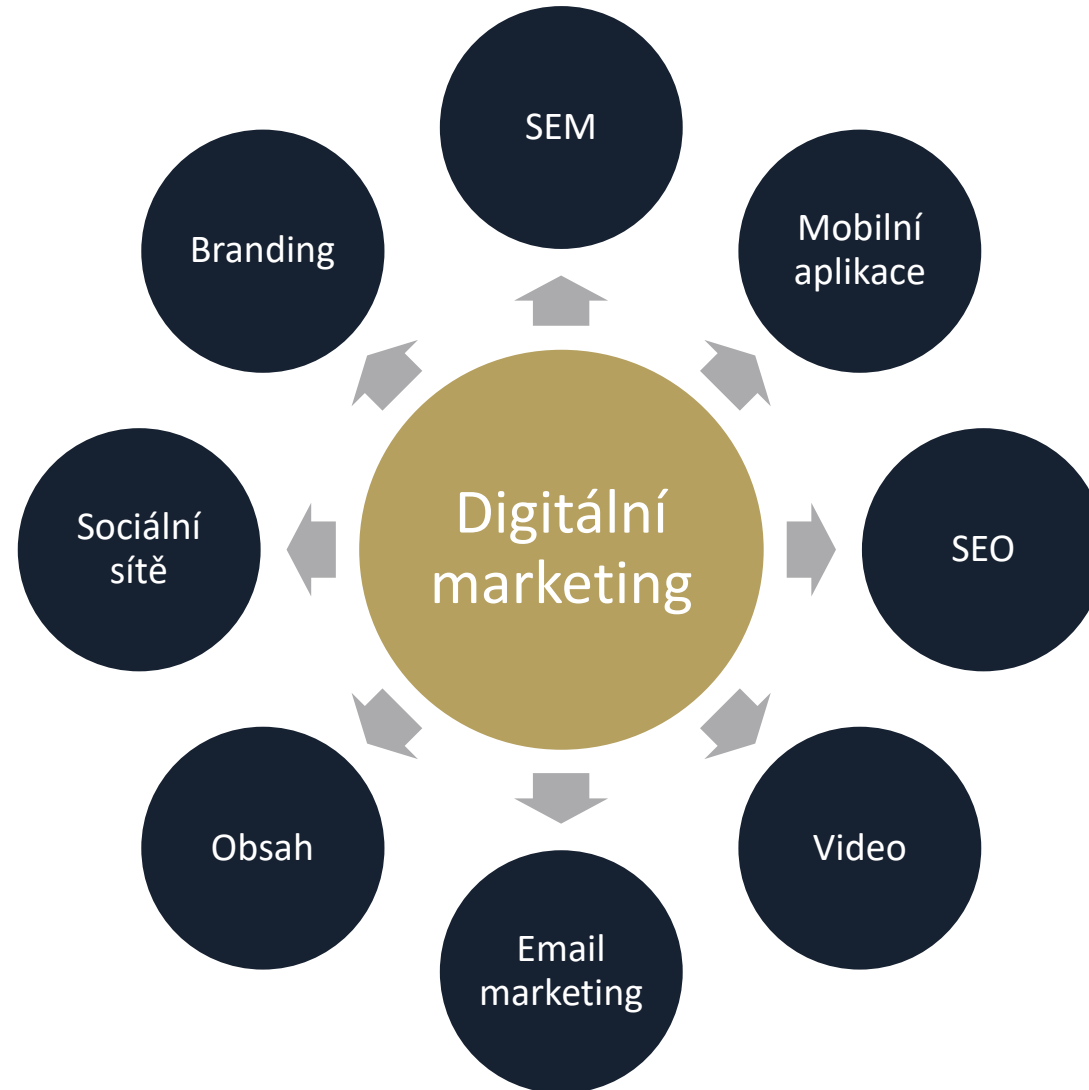 SEM
Mobilní
aplikace
SEO
Video
Email
marketing
Obsah
Sociální
sítě
Branding
Digitální
marketing